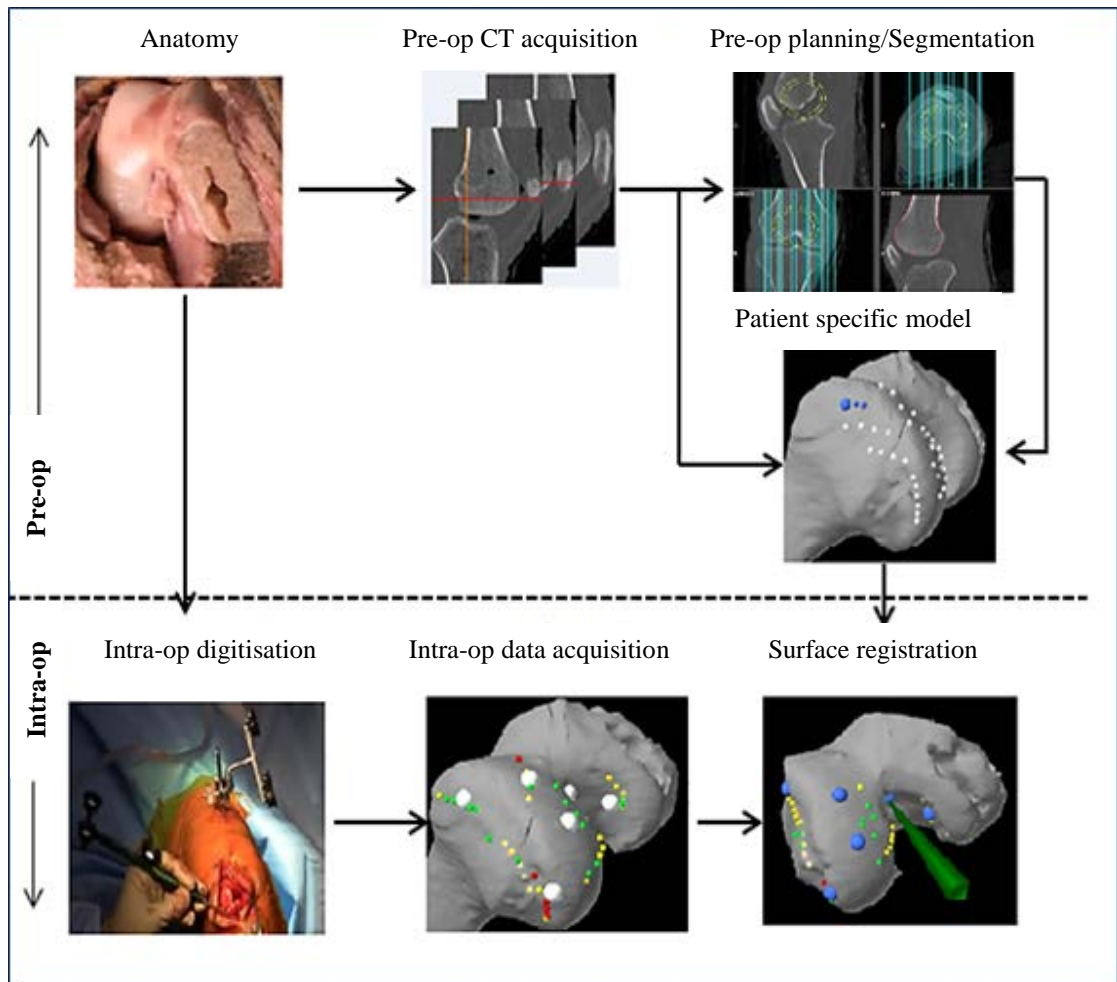 Anatomy
Pre-op CT acquisition
Pre-op planning/Segmentation
Patient specific model
Pre-op
Intra-op
Intra-op digitisation
Intra-op data acquisition
Surface registration